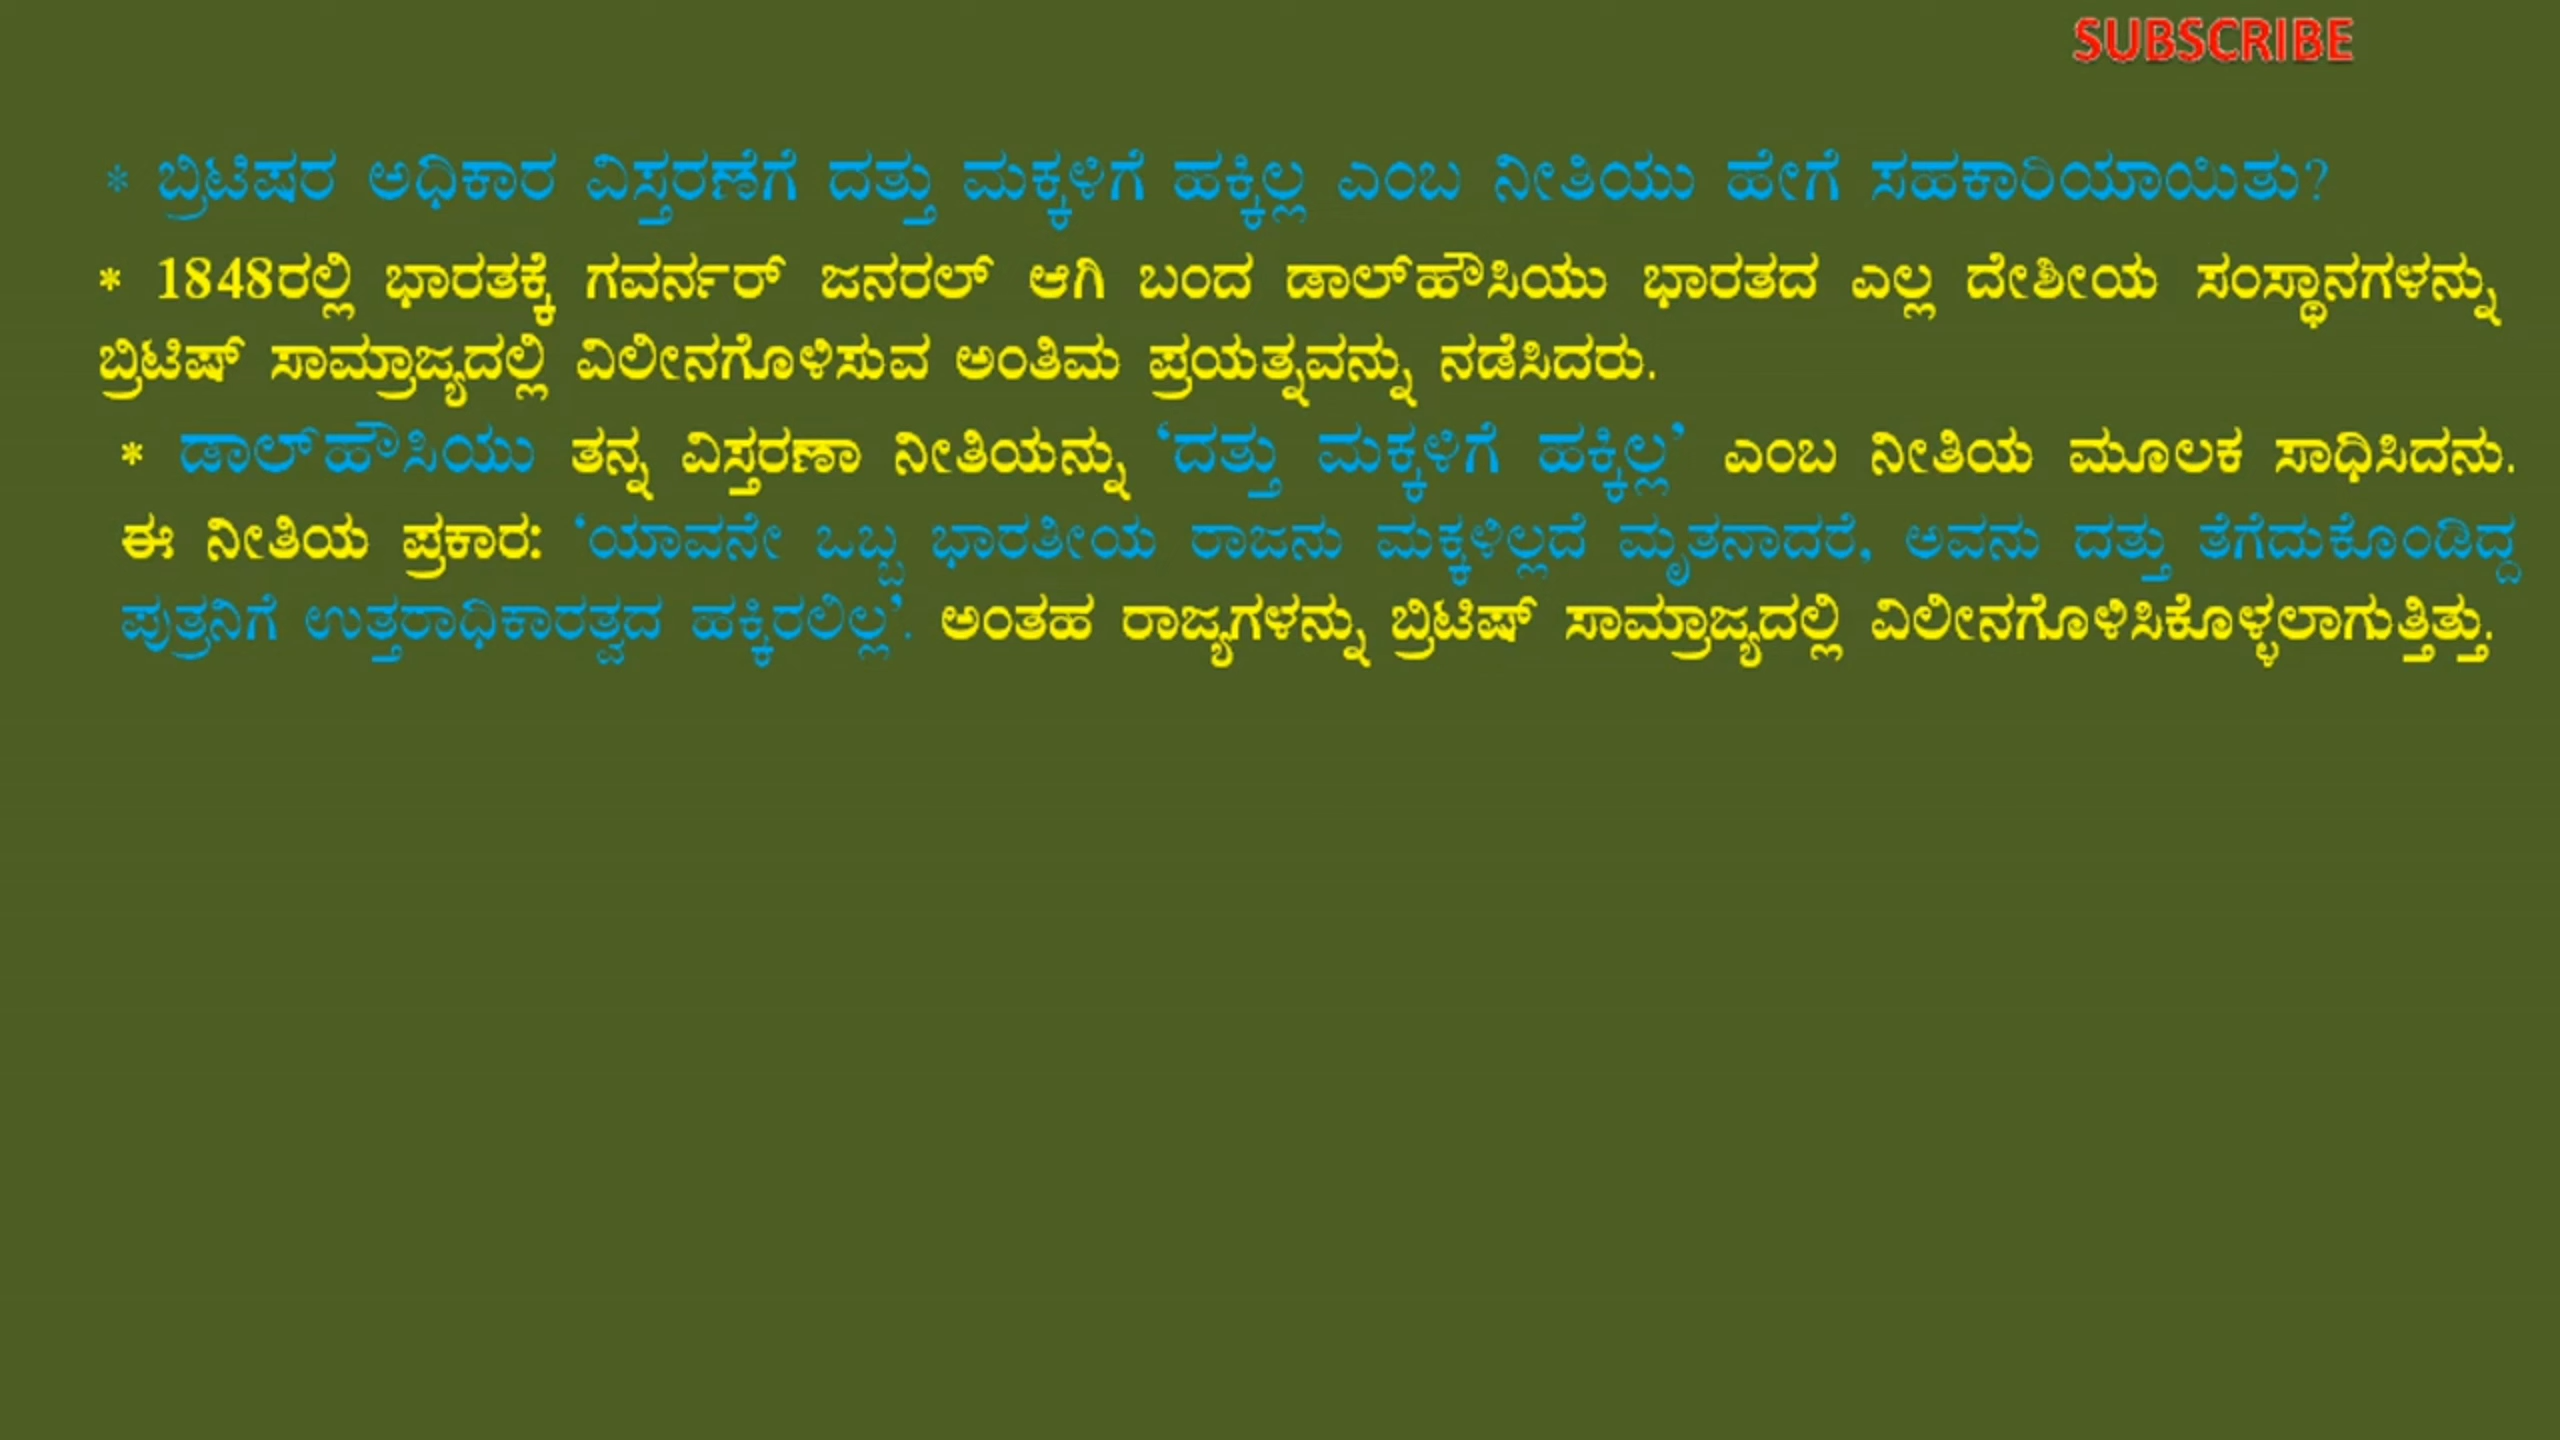 SUBSCRIBE
* ಬ್ರಿಟಿಷರ ಅಧಿಕಾರ ವಿಸ್ತರಣೆಗೆ ದತ್ತು ಮಕ್ಕಳಿಗೆ ಹಕ್ಕಿಲ್ಲ ಎಂಬ ನೀತಿಯು ಹೇಗೆ ಸಹಕಾರಿಯಾಯಿತು?
* 1848ರಲ್ಲಿ ಭಾರತಕ್ಕೆ ಗವರ್ನರ್ ಜನರಲ್ ಆಗಿ ಬಂದ ಡಾಲ್‌ಹೌಸಿಯು ಭಾರತದ ಎಲ್ಲ ದೇಶೀಯ ಸಂಸ್ಥಾನಗಳನ್ನು
ಬ್ರಿಟಿಷ್ ಸಾಮ್ರಾಜ್ಯದಲ್ಲಿ ವಿಲೀನಗೊಳಿಸುವ ಅಂತಿಮ ಪ್ರಯತ್ನವನ್ನು ನಡೆಸಿದರು.
* ಡಾಲ್‌ಹೌಸಿಯು ತನ್ನ ವಿಸ್ತರಣಾ ನೀತಿಯನ್ನು ‘ದತ್ತು ಮಕ್ಕಳಿಗೆ ಹಕ್ಕಿಲ್ಲ’ ಎಂಬ ನೀತಿಯ ಮೂಲಕ ಸಾಧಿಸಿದನು.
ಈ ನೀತಿಯ ಪ್ರಕಾರ: ‘ಯಾವನೇ ಒಬ್ಬ ಭಾರತೀಯ ರಾಜನು ಮಕ್ಕಳಿಲ್ಲದೆ ಮೃತನಾದರೆ, ಅವನು ದತ್ತು ತೆಗೆದುಕೊಂಡಿದ್ದ
ಪುತ್ರನಿಗೆ ಉತ್ತರಾಧಿಕಾರತ್ವದ ಹಕ್ಕಿರಲಿಲ್ಲ’. ಅಂತಹ ರಾಜ್ಯಗಳನ್ನು ಬ್ರಿಟಿಷ್ ಸಾಮ್ರಾಜ್ಯದಲ್ಲಿ ವಿಲೀನಗೊಳಿಸಿಕೊಳ್ಳಲಾಗುತ್ತಿತ್ತು.